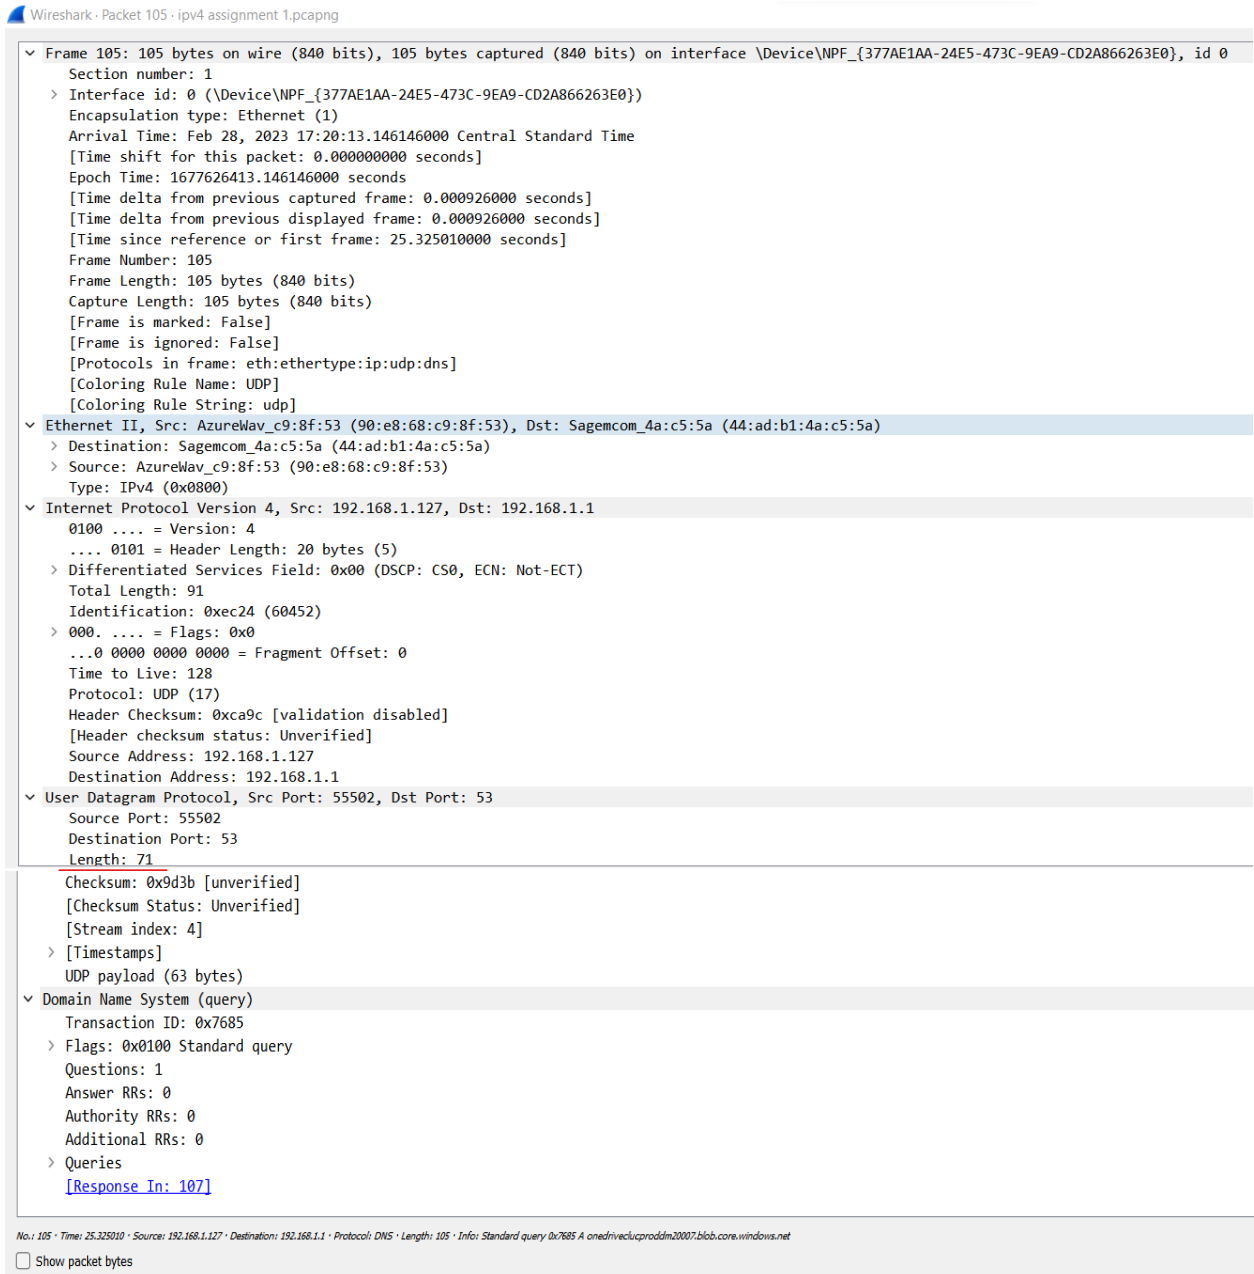 Wireshark · Packet 105 · ipv4 assignment 1.pcapng
Frame 105: 105 bytes on wire (840 bits), 105 bytes captured (840 bits) on interface \Device\NPF_{377AE1AA-24E5-473C-9EA9-CD2A866263E0}, id 0
Section number: 1
Interface id: 0 (\Device\NPF_{377AE1AA-24E5-473C-9EA9-CD2A866263E0})
Encapsulation type: Ethernet (1)
Arrival Time: Feb 28, 2023 17:20:13.146146000 Central Standard Time
[Time shift for this packet: 0.000000000 seconds]
Epoch Time: 1677626413.146146000 seconds
[Time delta from previous captured frame: 0.000926000 seconds]
[Time delta from previous displayed frame: 0.000926000 seconds]
[Time since reference or first frame: 25.325010000 seconds]
Frame Number: 105
Frame Length: 105 bytes (840 bits)
Capture Length: 105 bytes (840 bits)
[Frame is marked: False]
[Frame is ignored: False]
[Protocols in frame: eth:ethertype:ip:udp:dns]
[Coloring Rule Name: UDP]
[Coloring Rule String: udp]
Ethernet II, Src: AzureWav_c9:8f:53 (90:e8:68:c9:8f:53), Dst: Sagemcom_4a:c5:5a (44:ad:b1:4a:c5:5a)
Destination: Sagemcom_4a:c5:5a (44:ad:b1:4a:c5:5a)
Source: AzureWav_c9:8f:53 (90:e8:68:c9:8f:53)
Type: IPv4 (0x0800)
Internet Protocol Version 4, Src: 192.168.1.127, Dst: 192.168.1.1
0100 .... = Version: 4
.... 0101 = Header Length: 20 bytes (5)
Differentiated Services Field: 0x00 (DSCP: CS0, ECN: Not-ECT)
Total Length: 91
Identification: 0xec24 (60452)
000. .... = Flags: 0x0
...0 0000 0000 0000 = Fragment Offset: 0
Time to Live: 128
Protocol: UDP (17)
Header Checksum: 0xca9c [validation disabled]
[Header checksum status: Unverified]
Source Address: 192.168.1.127
Destination Address: 192.168.1.1
User Datagram Protocol, Src Port: 55502, Dst Port: 53
Source Port: 55502
Destination Port: 53
Length: 71
Checksum: 0x9d3b [unverified]
[Checksum Status: Unverified]
[Stream index: 4]
[Timestamps]
UDP payload (63 bytes)
Domain Name System (query)
Transaction ID: 0x7685
Flags: 0x0100 Standard query
Questions: 1
Answer RRs: 0
Authority RRs: 0
Additional RRs: 0
Queries
[Response In: 107]
No.: 105 · Time: 25.325010 · Source: 192.168.1.127 · Destination: 192.168.1.1 · Protocol: DNS · Length: 105 · Info: Standard query 0x7685 A onedriveclucproddm20007.blob.core.windows.net
Show packet bytes